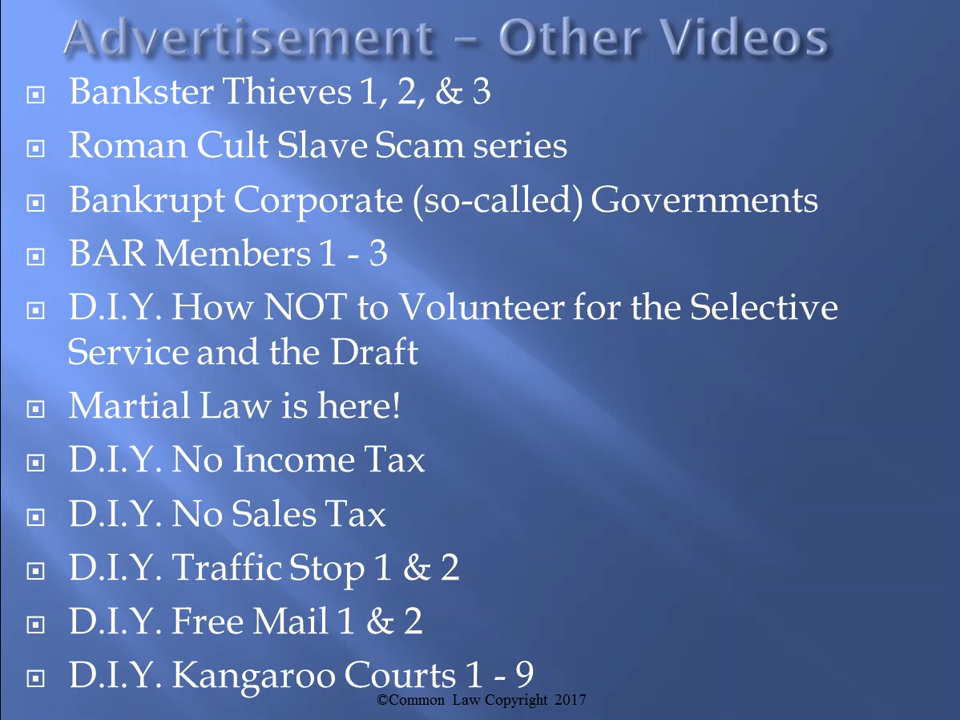 Advertisement – Other Videos
Bankster Thieves 1, 2, & 3
Roman Cult Slave Scam series
Bankrupt Corporate (so-called) Governments
BAR Members 1 - 3
D.I.Y. How NOT to Volunteer for the Selective
Service and the Draft
Martial Law is here!
D.I.Y. No Income Tax
D.I.Y. No Sales Tax
D.I.Y. Traffic Stop 1 & 2
D.I.Y. Free Mail 1 & 2
D.I.Y. Kangaroo Courts 1 - 9
©Common Law Copyright 2017